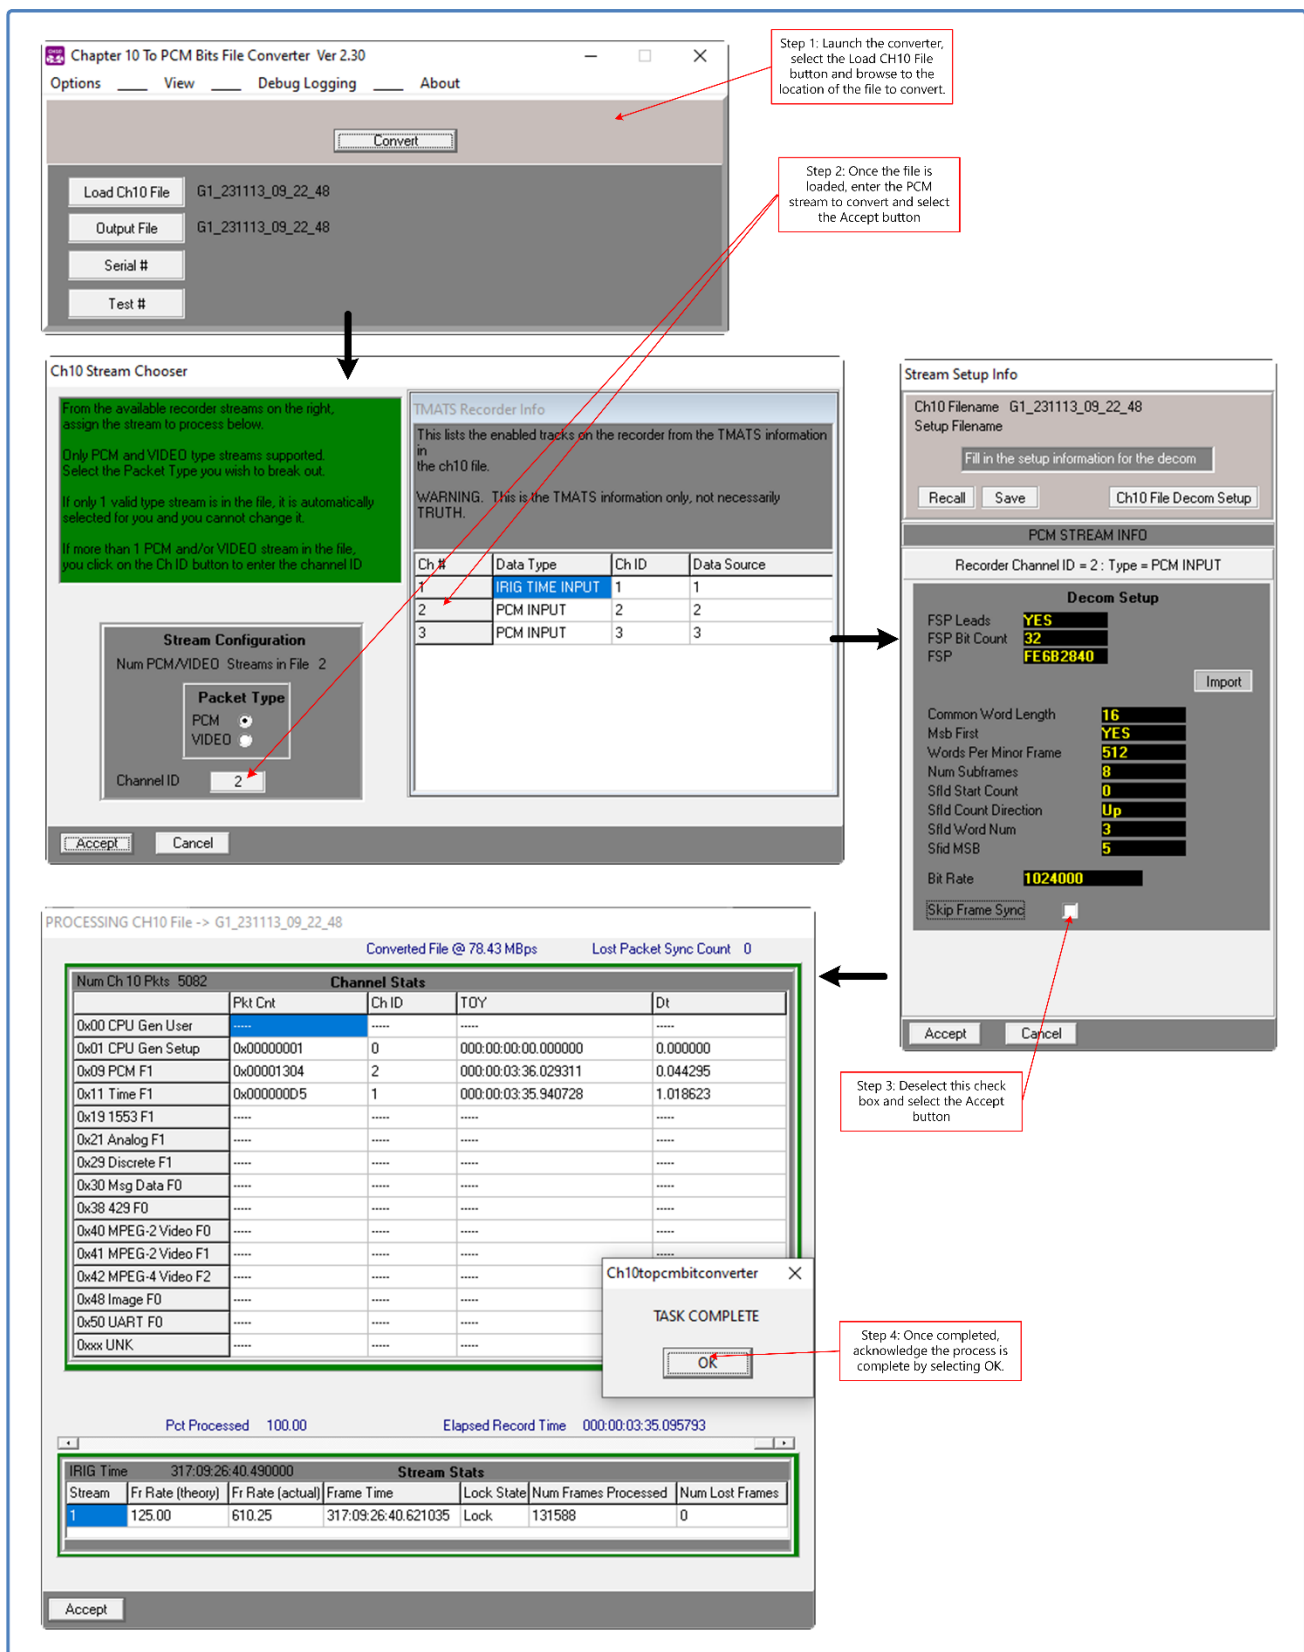 Chapter 10 To PCM Bits File Converter  Ver 2.30
Options ____ View ____ Debug Logging ____ About
Convert
Load Ch10 File G1_231113_09_22_48
Output File G1_231113_09_22_48
Serial #
Test #
Step 1: Launch the converter,
select the Load CH10 File
button and browse to the
location of the file to convert.
Step 2: Once the file is
loaded, enter the PCM
stream to convert and select
the Accept button
Ch10 Stream Chooser
From the available recorder streams on the right,
assign the stream to process below.
Only PCM and VIDEO type streams supported.
Select the Packet Type you wish to break out.
If only 1 valid type stream is in the file, it is automatically
selected for you and you cannot change it.
If more than 1 PCM and/or VIDEO stream in the file,
you click on the Ch ID button to enter the channel ID
Stream Configuration
Num PCM/VIDEO Streams in File 2
Packet Type
PCM
VIDEO
Channel ID 2
Accept Cancel
TMATS Recorder Info
This lists the enabled tracks on the recorder from the TMATS information
in
the ch10 file.
WARNING. This is the TMATS information only, not necessarily
TRUTH.
Ch # Data Type Ch ID Data Source
1 IRIG TIME INPUT 1 1
2 PCM INPUT 2 2
3 PCM INPUT 3 3
Stream Setup Info
Ch10 Filename G1_231113_09_22_48
Setup Filename
Fill in the setup information for the decom
Recall Save Ch10 File Decom Setup
PCM STREAM INFO
Recorder Channel ID = 2 : Type = PCM INPUT
Decom Setup
FSP Leads YES
FSP Bit Count 32
FSP FE6B2840
Import
Common Word Length 16
Msb First YES
Words Per Minor Frame 512
Num Subframes 8
Sfld Start Count 0
Sfld Count Direction Up
Sfld Word Num 3
Sfid MSB 5
Bit Rate 1024000
Skip Frame Sync
Accept Cancel
Step 3: Deselect this check
box and select the Accept
button
PROCESSING CH10 File -> G1_231113_09_22_48
Converted File @ 78.43 MBps Lost Packet Sync Count 0
Num Ch 10 Pkts 5082 Channel Stats
Pkt Cnt Ch ID TOY Dt
0x00 CPU Gen User ----- ----- ----- -----
0x01 CPU Gen Setup 0x00000001 0 000:00:00:00.000000 0.000000
0x09 PCM F1 0x00001304 2 000:00:03:36.029311 0.044295
0x11 Time F1 0x000000D5 1 000:00:03:35.940728 1.018623
0x19 1553 F1 ----- ----- ----- -----
0x21 Analog F1 ----- ----- ----- -----
0x29 Discrete F1 ----- ----- ----- -----
0x30 Msg Data F0 ----- ----- ----- -----
0x38 429 F0 ----- ----- ----- -----
0x40 MPEG-2 Video F0 ----- ----- ----- -----
0x41 MPEG-2 Video F1 ----- ----- ----- -----
0x42 MPEG-4 Video F2 ----- ----- -----
0x48 Image F0 ----- ----- -----
0x50 UART F0 ----- ----- -----
0xxx UNK ----- ----- -----
Ch10topcmbitconverter
TASK COMPLETE
OK
Step 4: Once completed,
acknowledge the process is
complete by selecting OK.
Pct Processed 100.00 Elapsed Record Time 000:00:03:35.095793
IRIG Time 317:09:26:40.490000 Stream Stats
Stream Fr Rate (theory) Fr Rate (actual) Frame Time Lock State Num Frames Processed Num Lost Frames
1 125.00 610.25 317:09:26:40.621035 Lock 131588 0
Accept